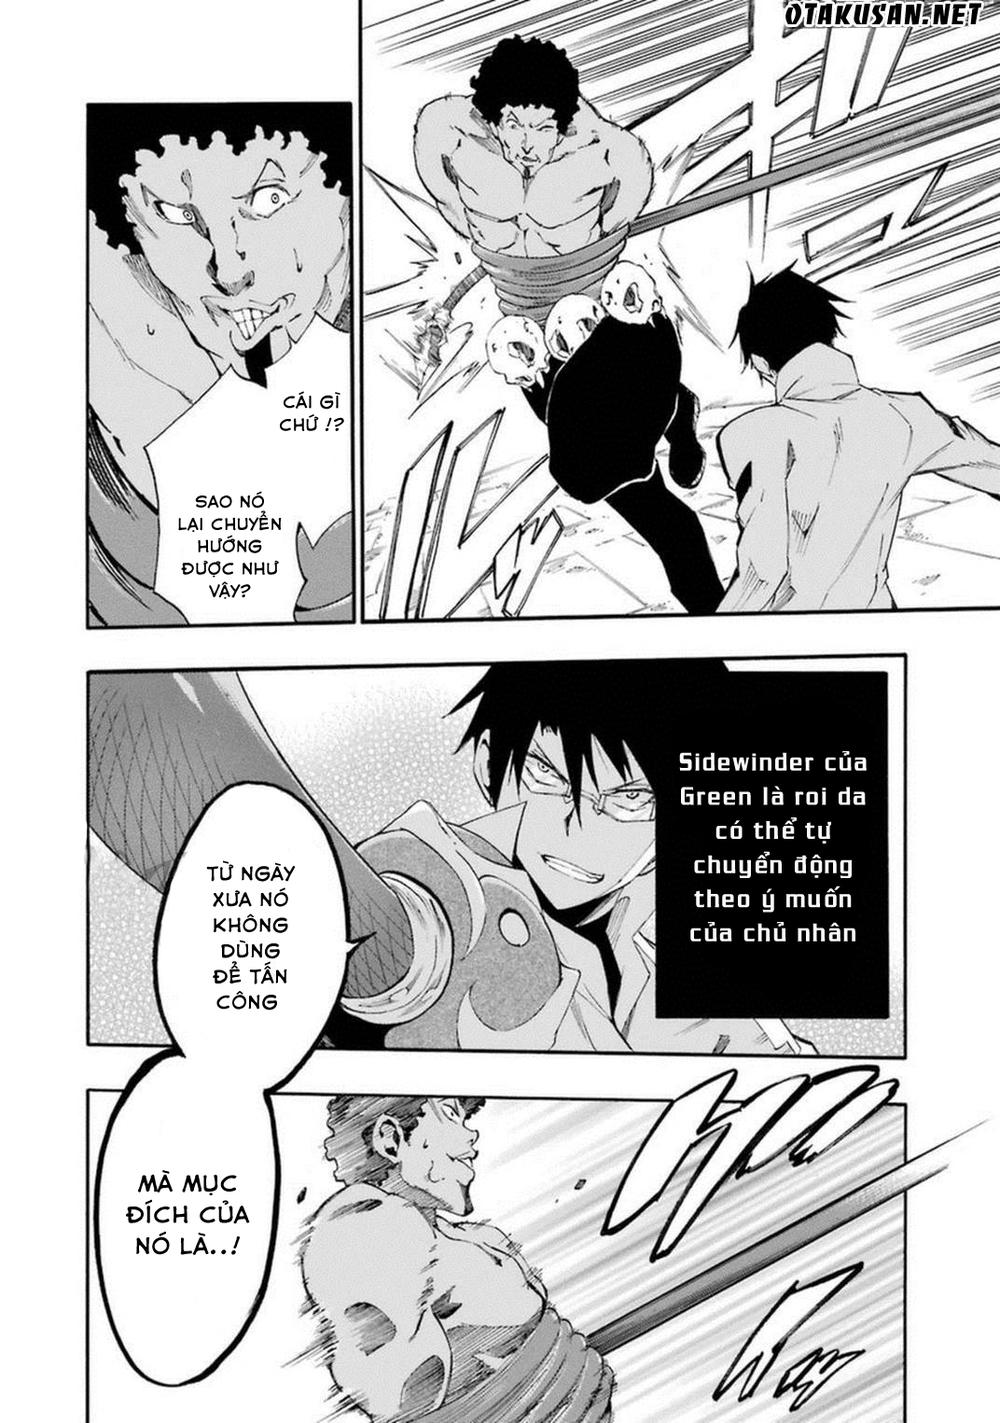 OTAKUSAN.NET
CÁI GÌ
CHỨ !?
SAO NÓ
LẠI CHUYỂN
HƯỚNG
ĐƯỢC NHƯ
VẬY?
Sidewinder của
Green là roi da
có thể tự
chuyển động
theo ý muốn
của chủ nhân
TỪ NGÀY
XƯA NÓ
KHÔNG
DÙNG
ĐỂ TẤN
CÔNG
MÀ MỤC
ĐÍCH CỦA
NÓ LÀ..!